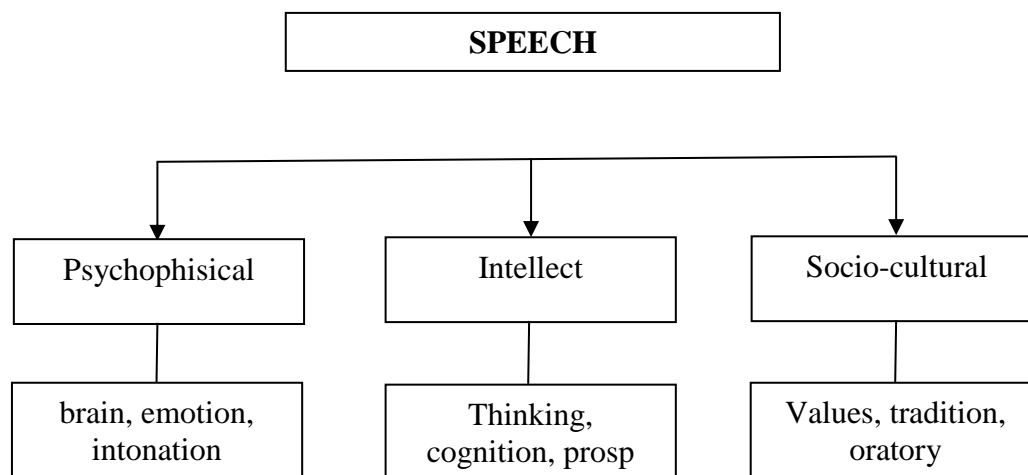 SPEECH
Psychophisical
Intellect
Socio-cultural
brain, emotion,
intonation
Thinking,
cognition, prosp
Values, tradition,
oratory